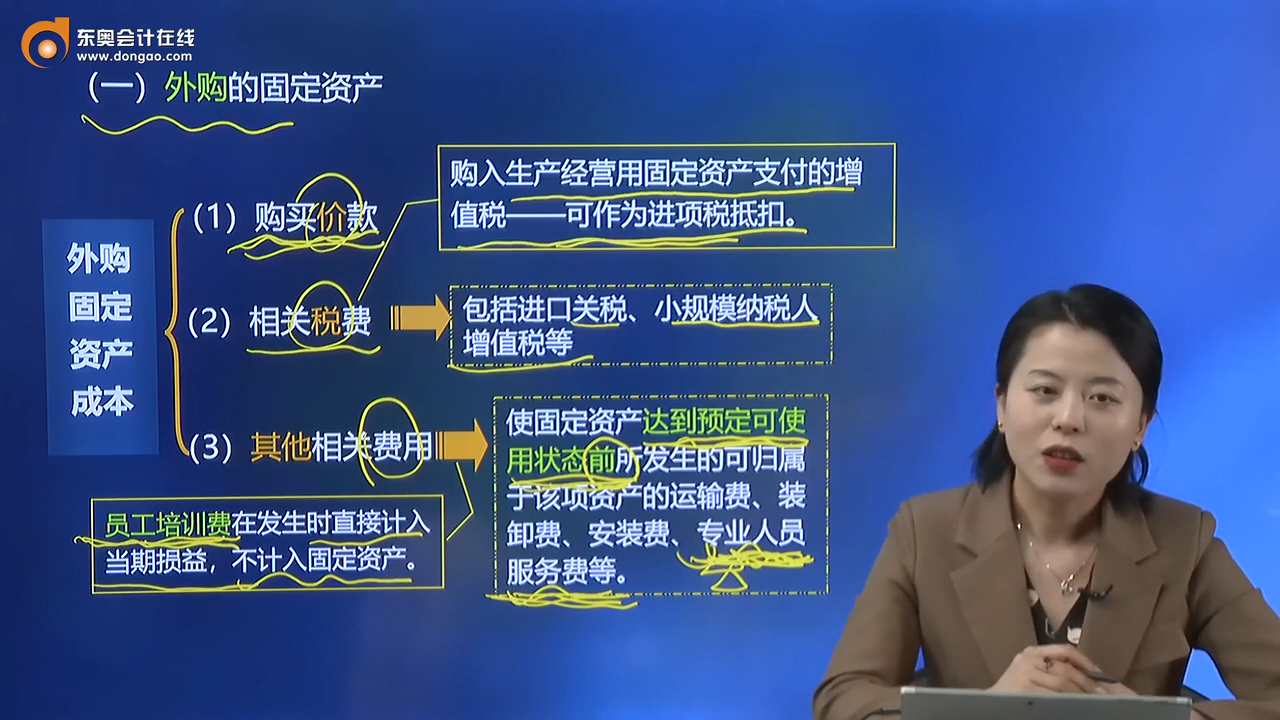 东奥会计在线
www.dongao.com
（一）外购的固定资产
购入生产经营用固定资产支付的增
值税——可作为进项税抵扣。
（1）购买价款
外购
固定
资产
成本
（2）相关税费
包括进口关税、小规模纳税人
增值税等
（3）其他相关费用
使固定资产达到预定可使
用状态前所发生的可归属
于该项资产的运输费、装
卸费、安装费、专业人员
服务费等。
员工培训费在发生时直接计入
当期损益，不计入固定资产。